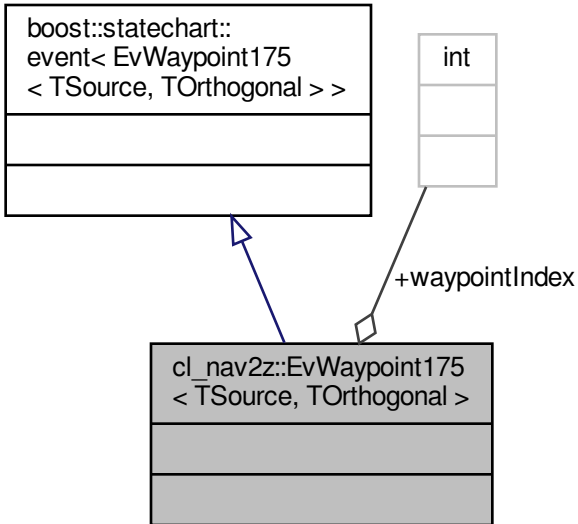 boost::statechart::
event< EvWaypoint175
< TSource, TOrthogonal > >
int
+waypointIndex
cl_nav2z::EvWaypoint175
< TSource, TOrthogonal >